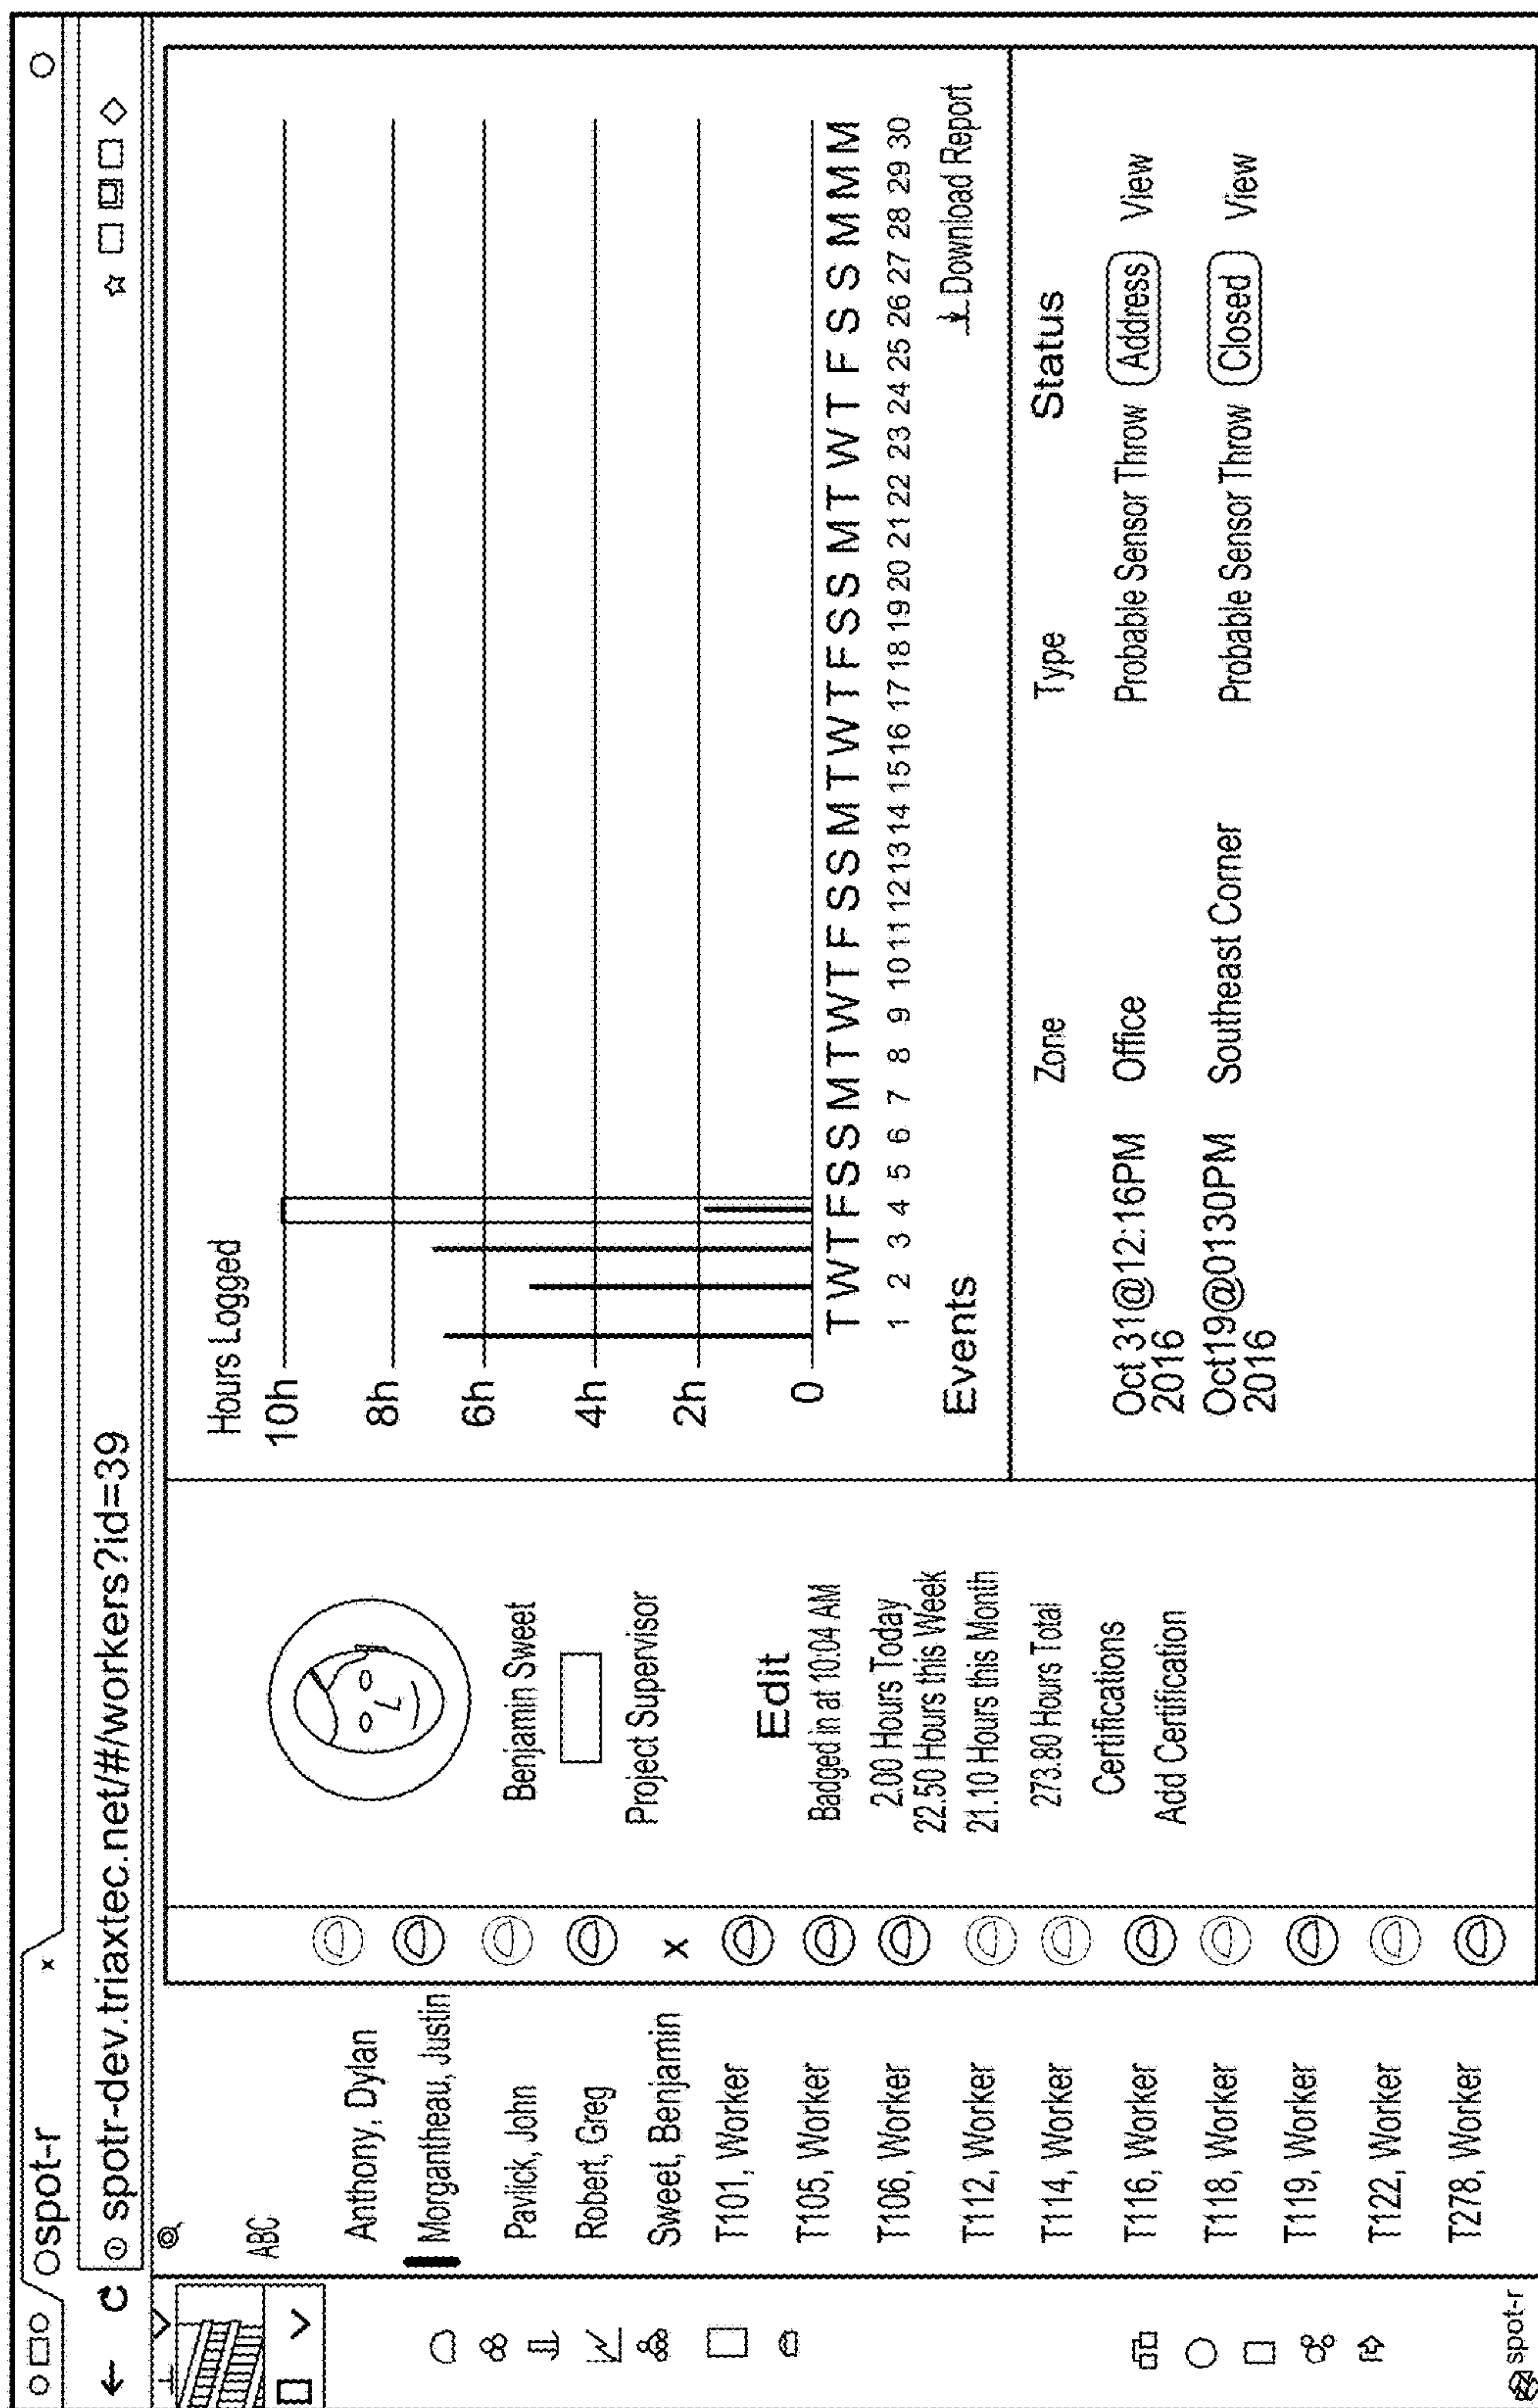 spot-r
x
spotr-dev.triaxtec.net/#/workers?id=39
ABC
Anthony, Dylan
Morgantheau, Justin
Pavlick, John
Robert, Greg
Sweet, Benjamin
x
T101, Worker
T105, Worker
T106, Worker
T112, Worker
T114, Worker
T116, Worker
T118, Worker
T119, Worker
T122, Worker
T278, Worker
spot-r
Benjamin Sweet
Project Supervisor
Edit
Badged in at 10:04 AM
2.00 Hours Today
22.50 Hours this Week
21.10 Hours this Month
273.80 Hours Total
Certifications
Add Certification
Hours Logged
10h
8h
6h
4h
2h
0
T W T F S S M T W T F S S M T W T F S S M T W T F S S M M M
1 2 3 4 5 6 7 8 9 10 11 12 13 14 15 16 17 18 19 20 21 22 23 24 25 26 27 28 29 30
Download Report
Events
Zone Type Status
Oct 31@12:16PM Office Probable Sensor Throw Address View
2016
Oct19@0130PM Southeast Corner Probable Sensor Throw Closed View
2016